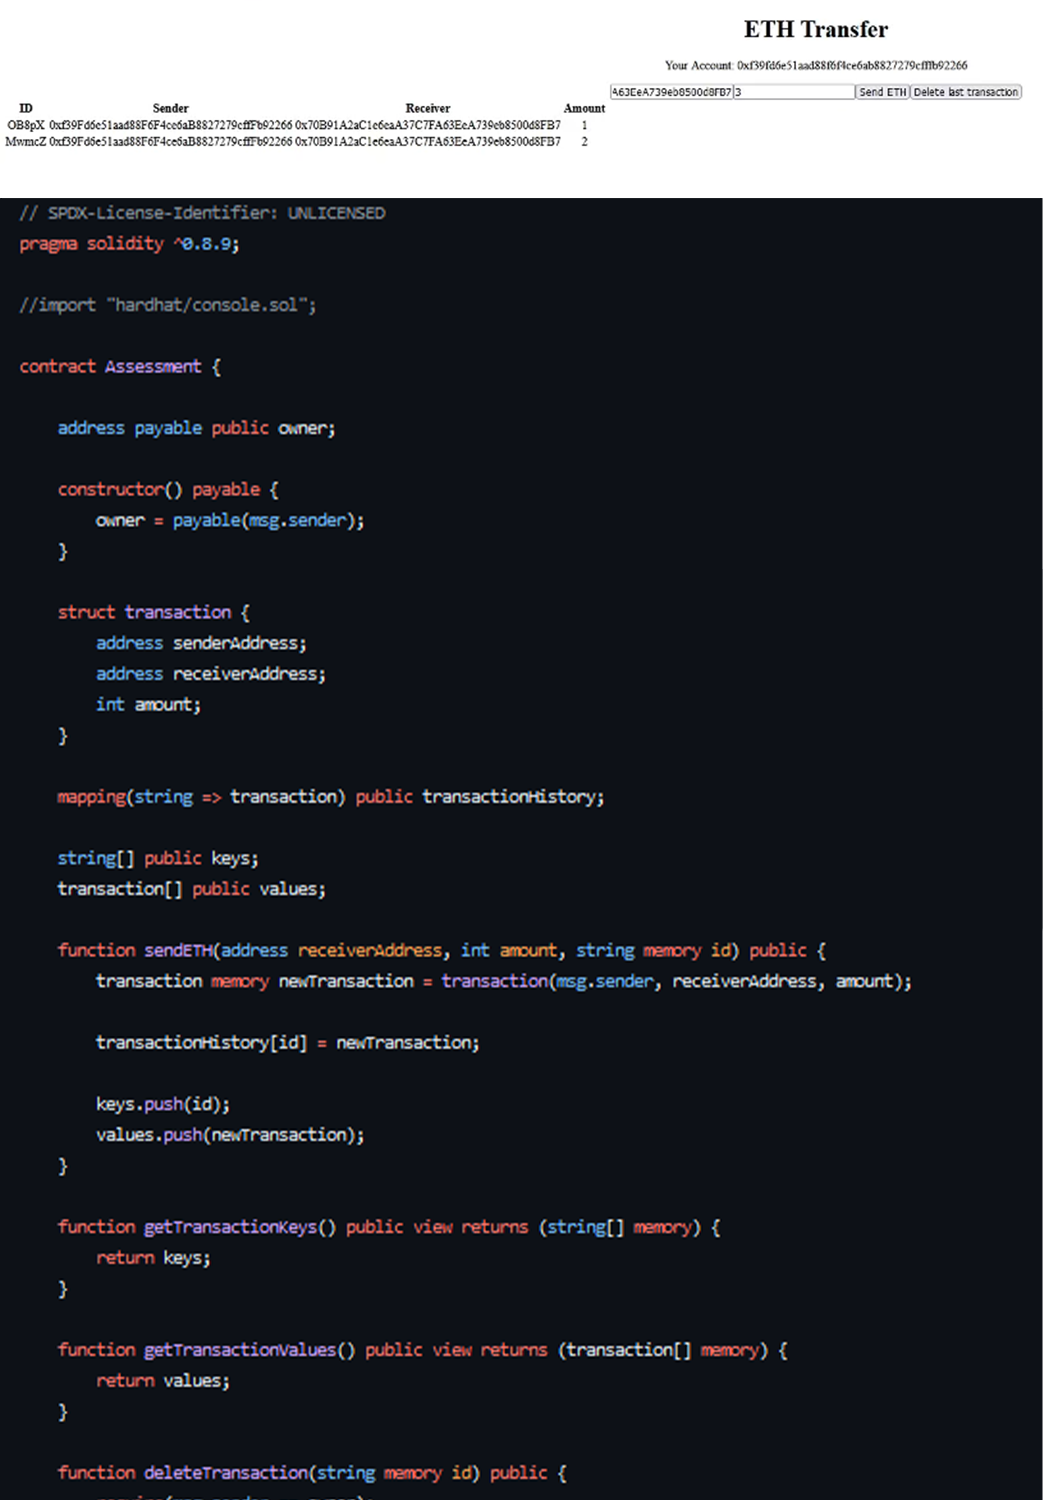 ETH Transfer
Your Account: 0xf39fd6e51aad88f6f4ce6ab8827279cfffb92266
A63EeA739eb8500d8FB7 3 Send ETH Delete last transaction
ID Sender Receiver Amount
OB8pX 0xf39Fd6e51aad88F6F4ce6aB8827279cffFb92266 0x70B91A2aC1e6eaA37C7FA63EeA739eb8500d8FB7 1
MwmcZ 0xf39Fd6e51aad88F6F4ce6aB8827279cffFb92266 0x70B91A2aC1e6eaA37C7FA63EeA739eb8500d8FB7 2
// SPDX-License-Identifier: UNLICENSED
pragma solidity ^0.8.9;
//import "hardhat/console.sol";
contract Assessment {
address payable public owner;
constructor() payable {
owner = payable(msg.sender);
}
struct transaction {
address senderAddress;
address receiverAddress;
int amount;
}
mapping(string => transaction) public transactionHistory;
string[] public keys;
transaction[] public values;
function sendETH(address receiverAddress, int amount, string memory id) public {
transaction memory newTransaction = transaction(msg.sender, receiverAddress, amount);
transactionHistory[id] = newTransaction;
keys.push(id);
values.push(newTransaction);
}
function getTransactionKeys() public view returns (string[] memory) {
return keys;
}
function getTransactionValues() public view returns (transaction[] memory) {
return values;
}
function deleteTransaction(string memory id) public {